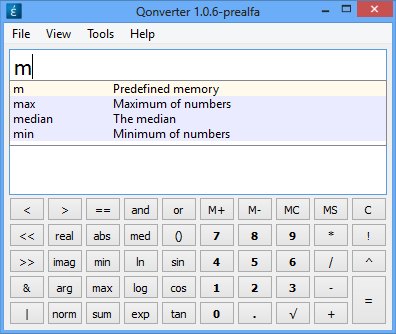 Qonverter 1.0.6-prealfa
File View Tools Help
m
m Predefined memory
max Maximum of numbers
median The median
min Minimum of numbers
< > == and or M+ M- MC MS C
<< real abs med () 7 8 9 * !
>> imag min ln sin 4 5 6 / ^
& arg max log cos 1 2 3 - =
| norm sum exp tan 0 . √ +